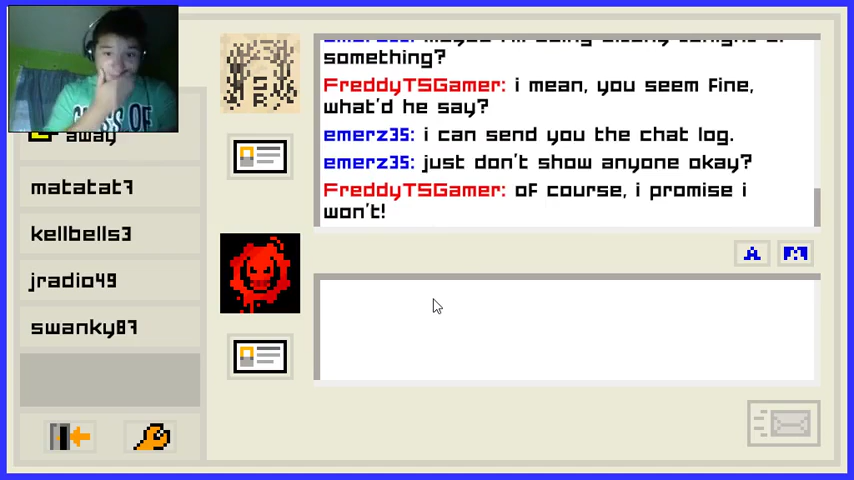 something?
FreddyTSGamer: i mean, you seem fine,
what'd he say?
emerz35: i can send you the chat log.
emerz35: just don't show anyone okay?
FreddyTSGamer: of course, i promise i
won't!
away
matatat7
kellbells3
jradio49
swanky87
A